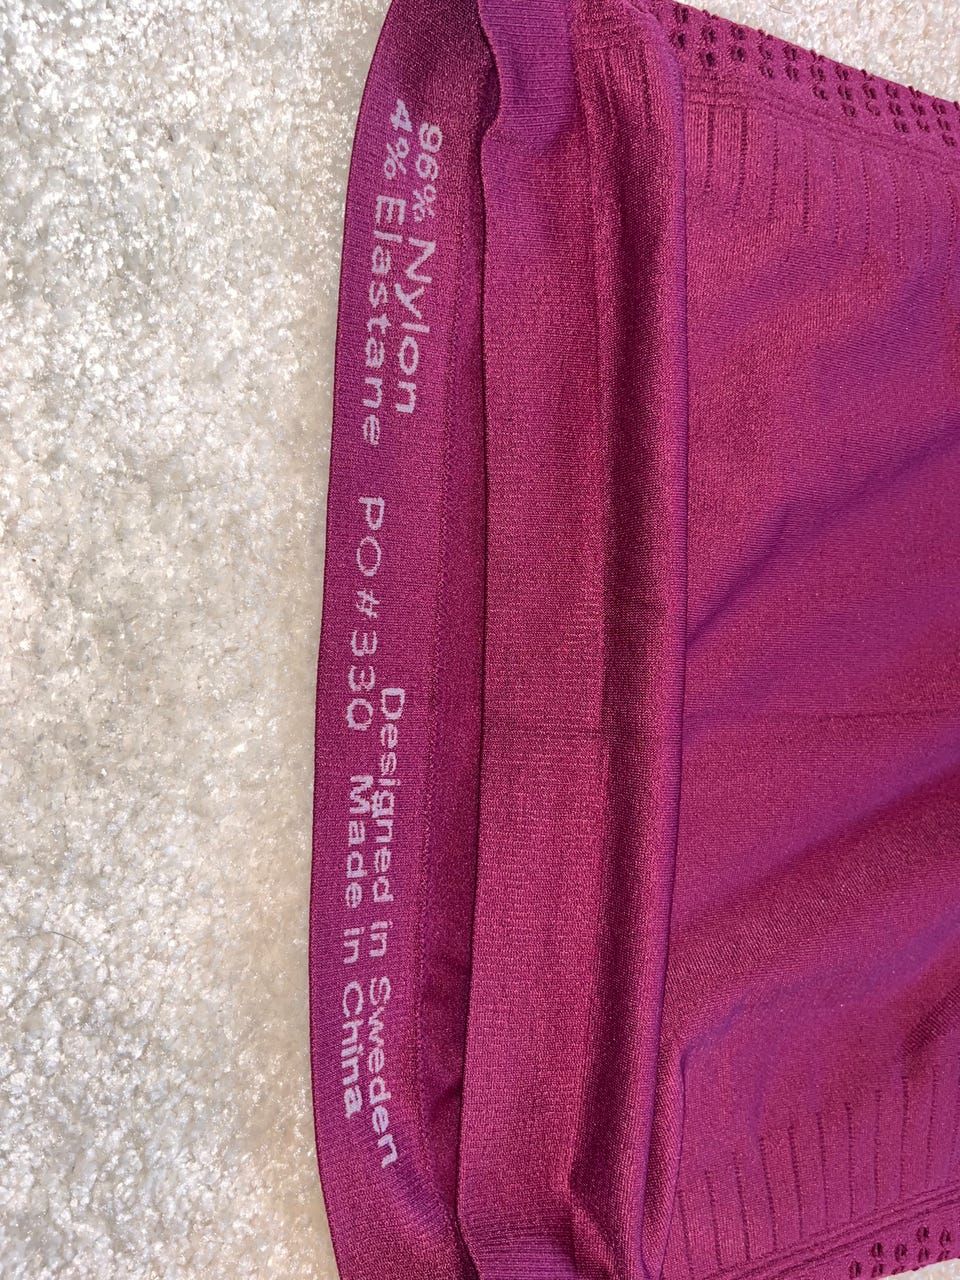 96% Nylon
4% Elastane PO#330
Designed in Sweden
Made in China